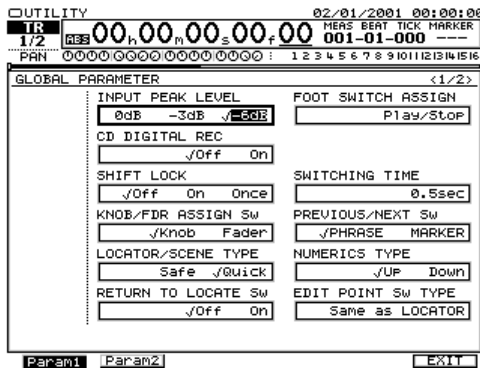 UTILITY 02/01/2001 00:00:00
TR 1/2 ABS 00h00m00s00f00 MEAS BEAT TICK MARKER
001-01-000 ---
PAN 1 2 3 4 5 6 7 8 9 10 11 12 13 14 15 16
GLOBAL PARAMETER <1/2>
INPUT PEAK LEVEL FOOT SWITCH ASSIGN
0dB -3dB √-6dB Play/Stop
CD DIGITAL REC
√Off On
SHIFT LOCK SWITCHING TIME
√Off On Once 0.5sec
KNOB/FDR ASSIGN Sw PREVIOUS/NEXT Sw
√Knob Fader √PHRASE MARKER
LOCATOR/SCENE TYPE NUMERICS TYPE
Safe √Quick √Up Down
RETURN TO LOCATE Sw EDIT POINT Sw TYPE
√Off On Same as LOCATOR
Param1 Param2 EXIT